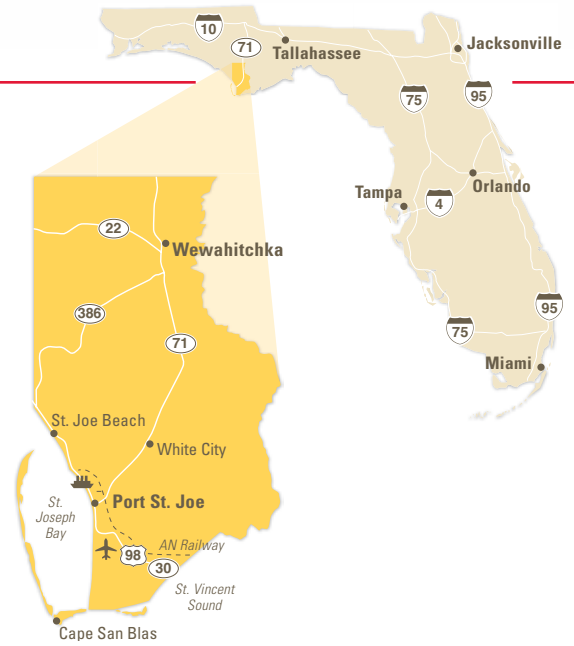 10
71
Tallahassee
Jacksonville
75
95
Tampa
4
Orlando
75
95
Miami
22
Wewahitchka
386
71
St. Joe Beach
White City
St.
Joseph
Bay
Port St. Joe
98
AN Railway
30
St. Vincent
Sound
Cape San Blas